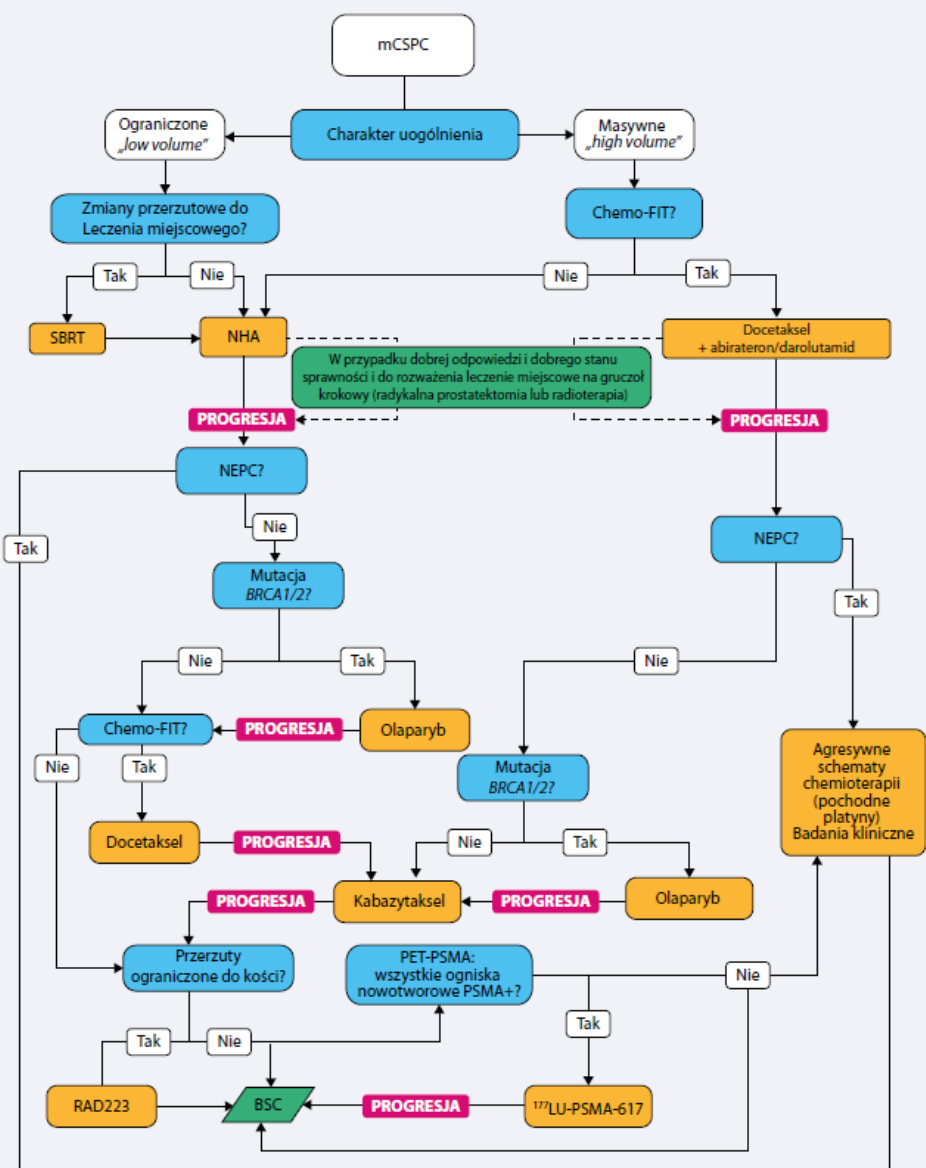 mCSPC
Ograniczone
„low volume”
Charakter uogólnienia
Masywne
„high volume”
Zmiany przerzutowe do
Leczenia miejscowego?
Chemo-FIT?
Tak
Nie
Nie
Tak
SBRT
NHA
Docetaksel
+ abirateron/darolutamid
W przypadku dobrej odpowiedzi i dobrego stanu
sprawności i do rozważenia leczenie miejscowe na gruczoł
krokowy (radykalna prostatektomia lub radioterapia)
PROGRESJA
PROGRESJA
NEPC?
Nie
Tak
NEPC?
Mutacja
BRCA1/2?
Tak
Nie
Tak
Nie
Chemo-FIT?
PROGRESJA
Olaparyb
Nie
Tak
Mutacja
BRCA1/2?
Agresywne
schematy
chemioterapii
(pochodne
platyny)
Badania kliniczne
Docetaksel
PROGRESJA
Nie
Tak
PROGRESJA
Kabazytaksel
PROGRESJA
Olaparyb
Przerzuty
ograniczone do kości?
PET-PSMA:
wszystkie ogniska
nowotworowe PSMA+?
Nie
Tak
Tak
Nie
RAD223
BSC
PROGRESJA
¹⁷⁷LU-PSMA-617